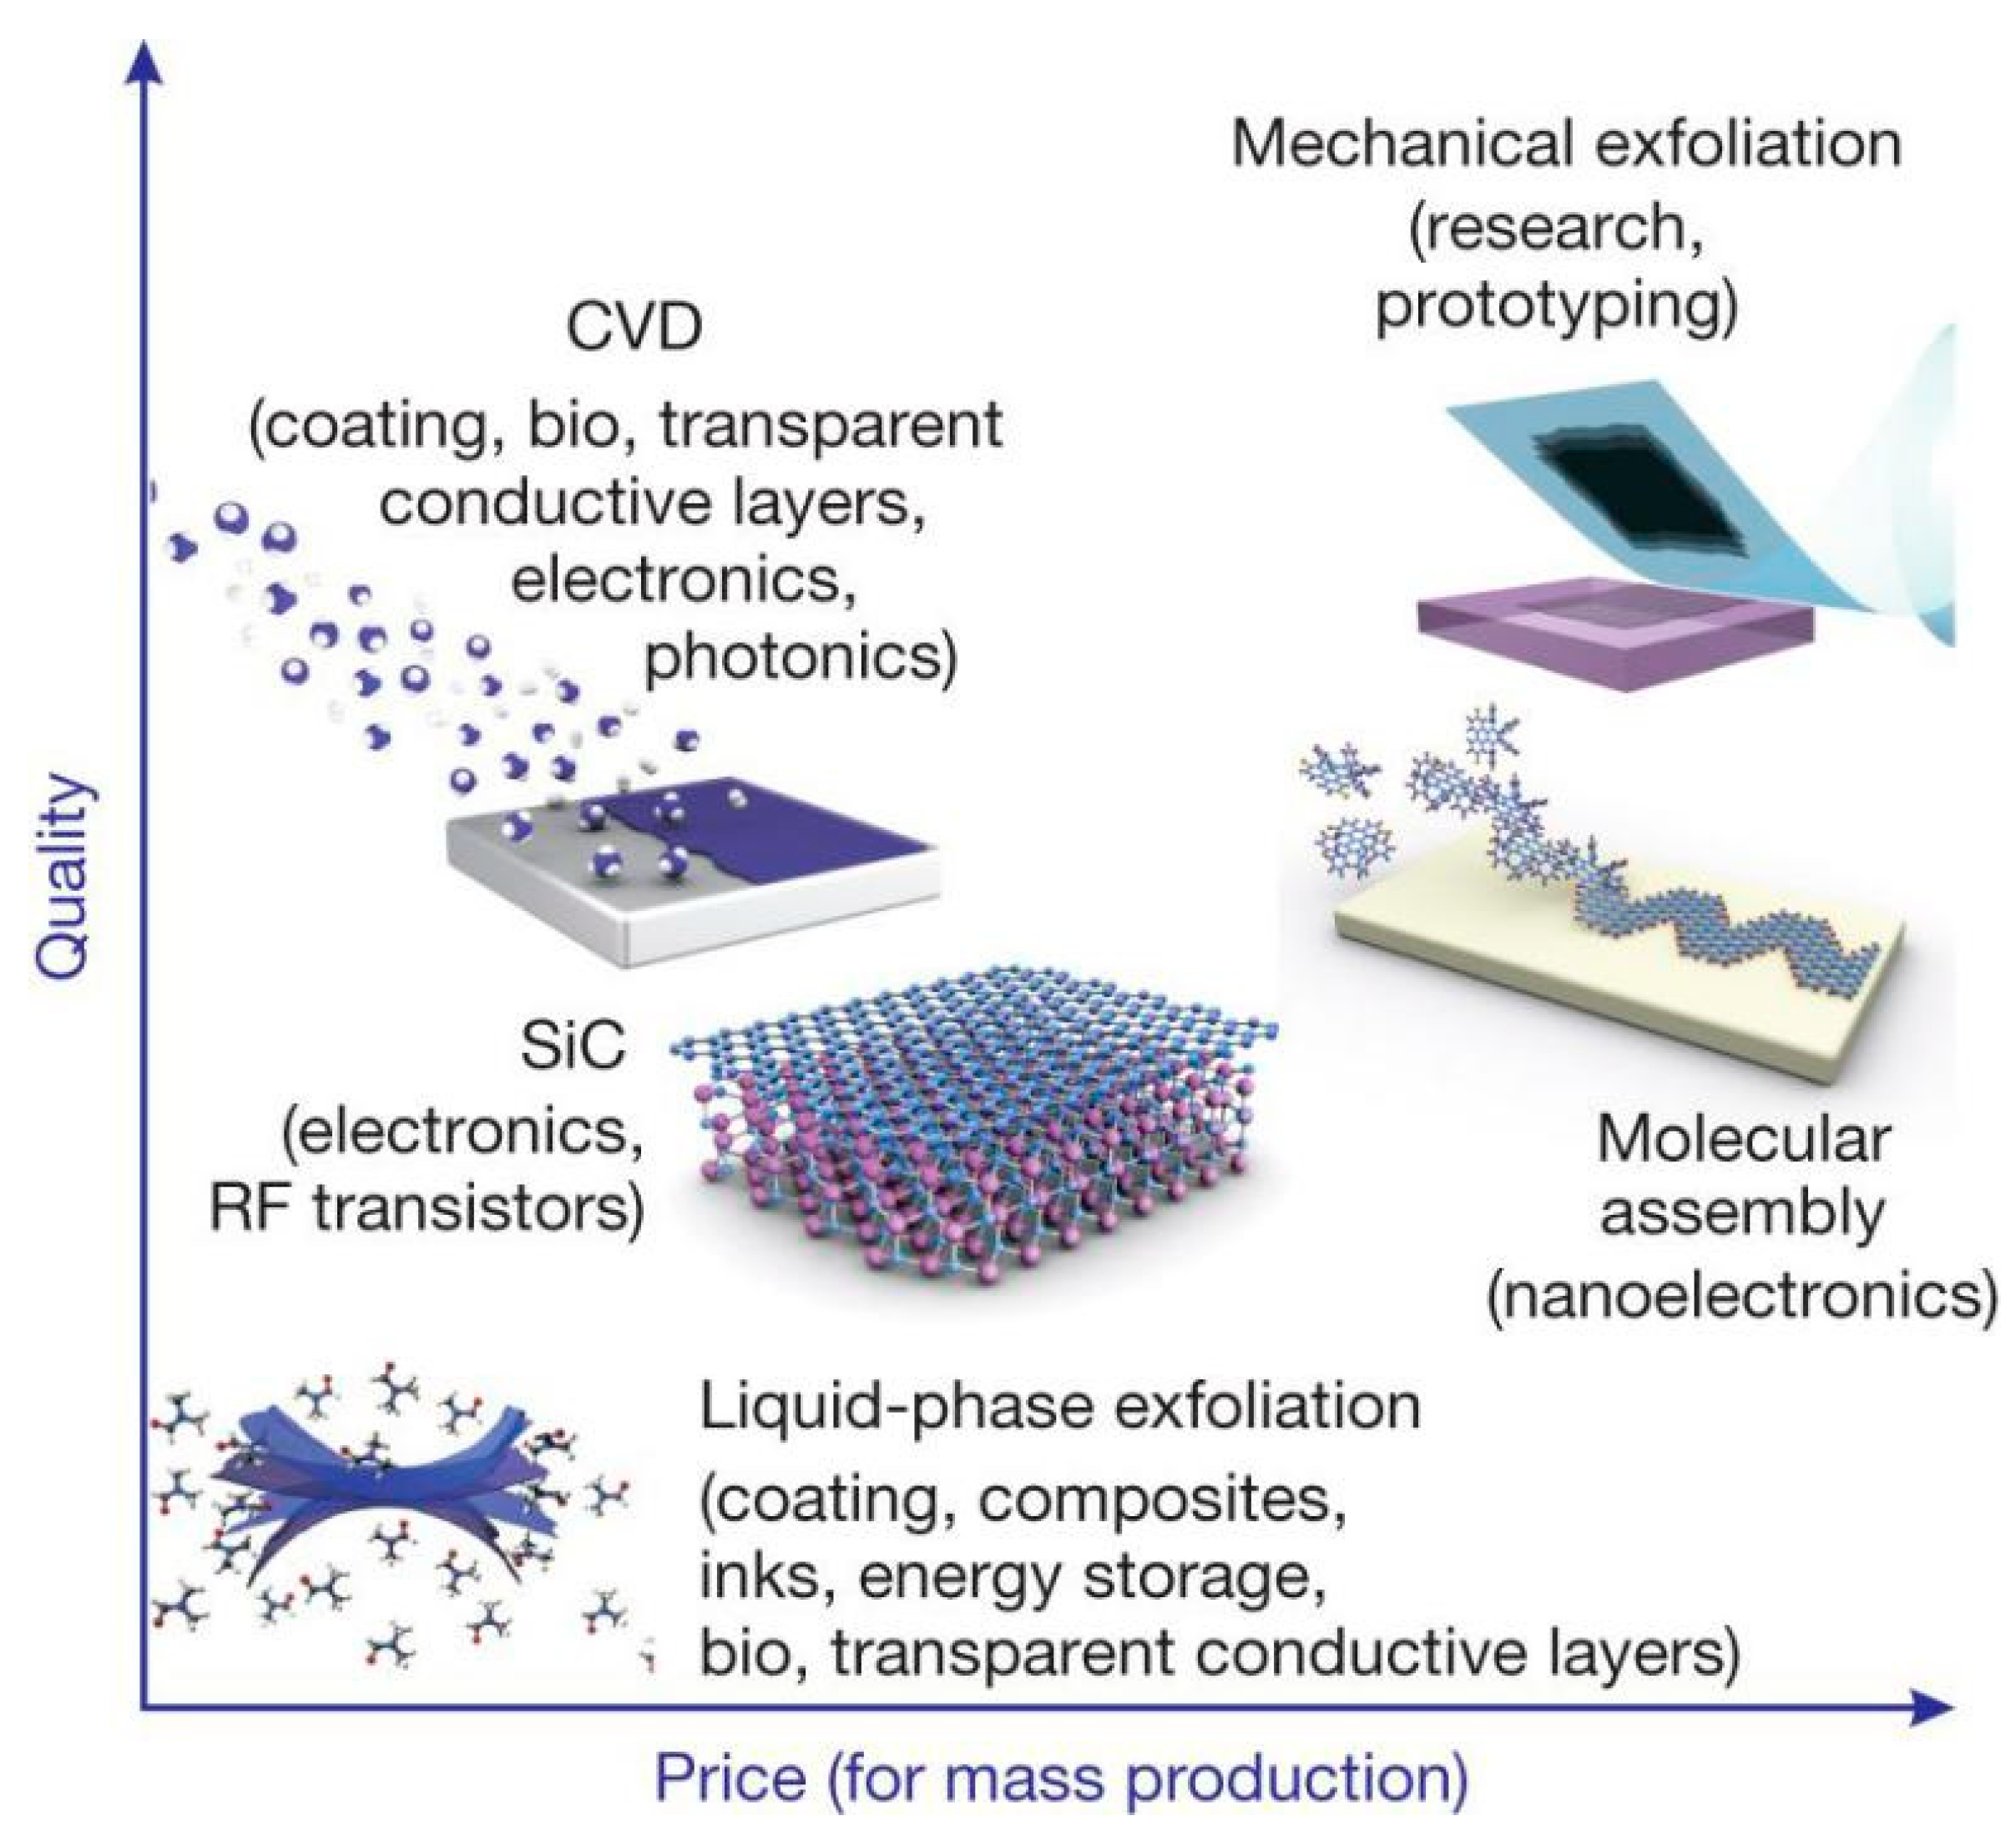 Mechanical exfoliation
(research,
prototyping)
CVD
(coating, bio, transparent
conductive layers,
electronics,
photonics)
Quality
SiC
(electronics,
RF transistors)
Molecular
assembly
(nanoelectronics)
Liquid-phase exfoliation
(coating, composites,
inks, energy storage,
bio, transparent conductive layers)
Price (for mass production)